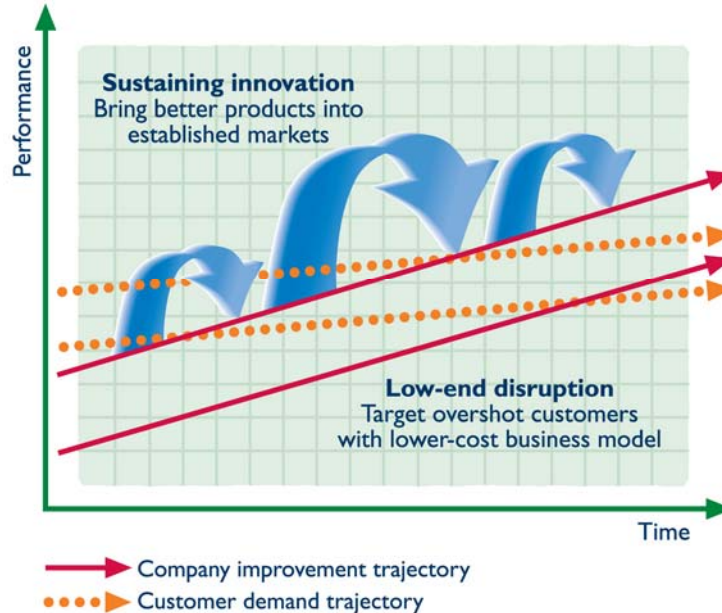 Performance
Sustaining innovation
Bring better products into
established markets
Low-end disruption
Target overshot customers
with lower-cost business model
Time
Company improvement trajectory
Customer demand trajectory